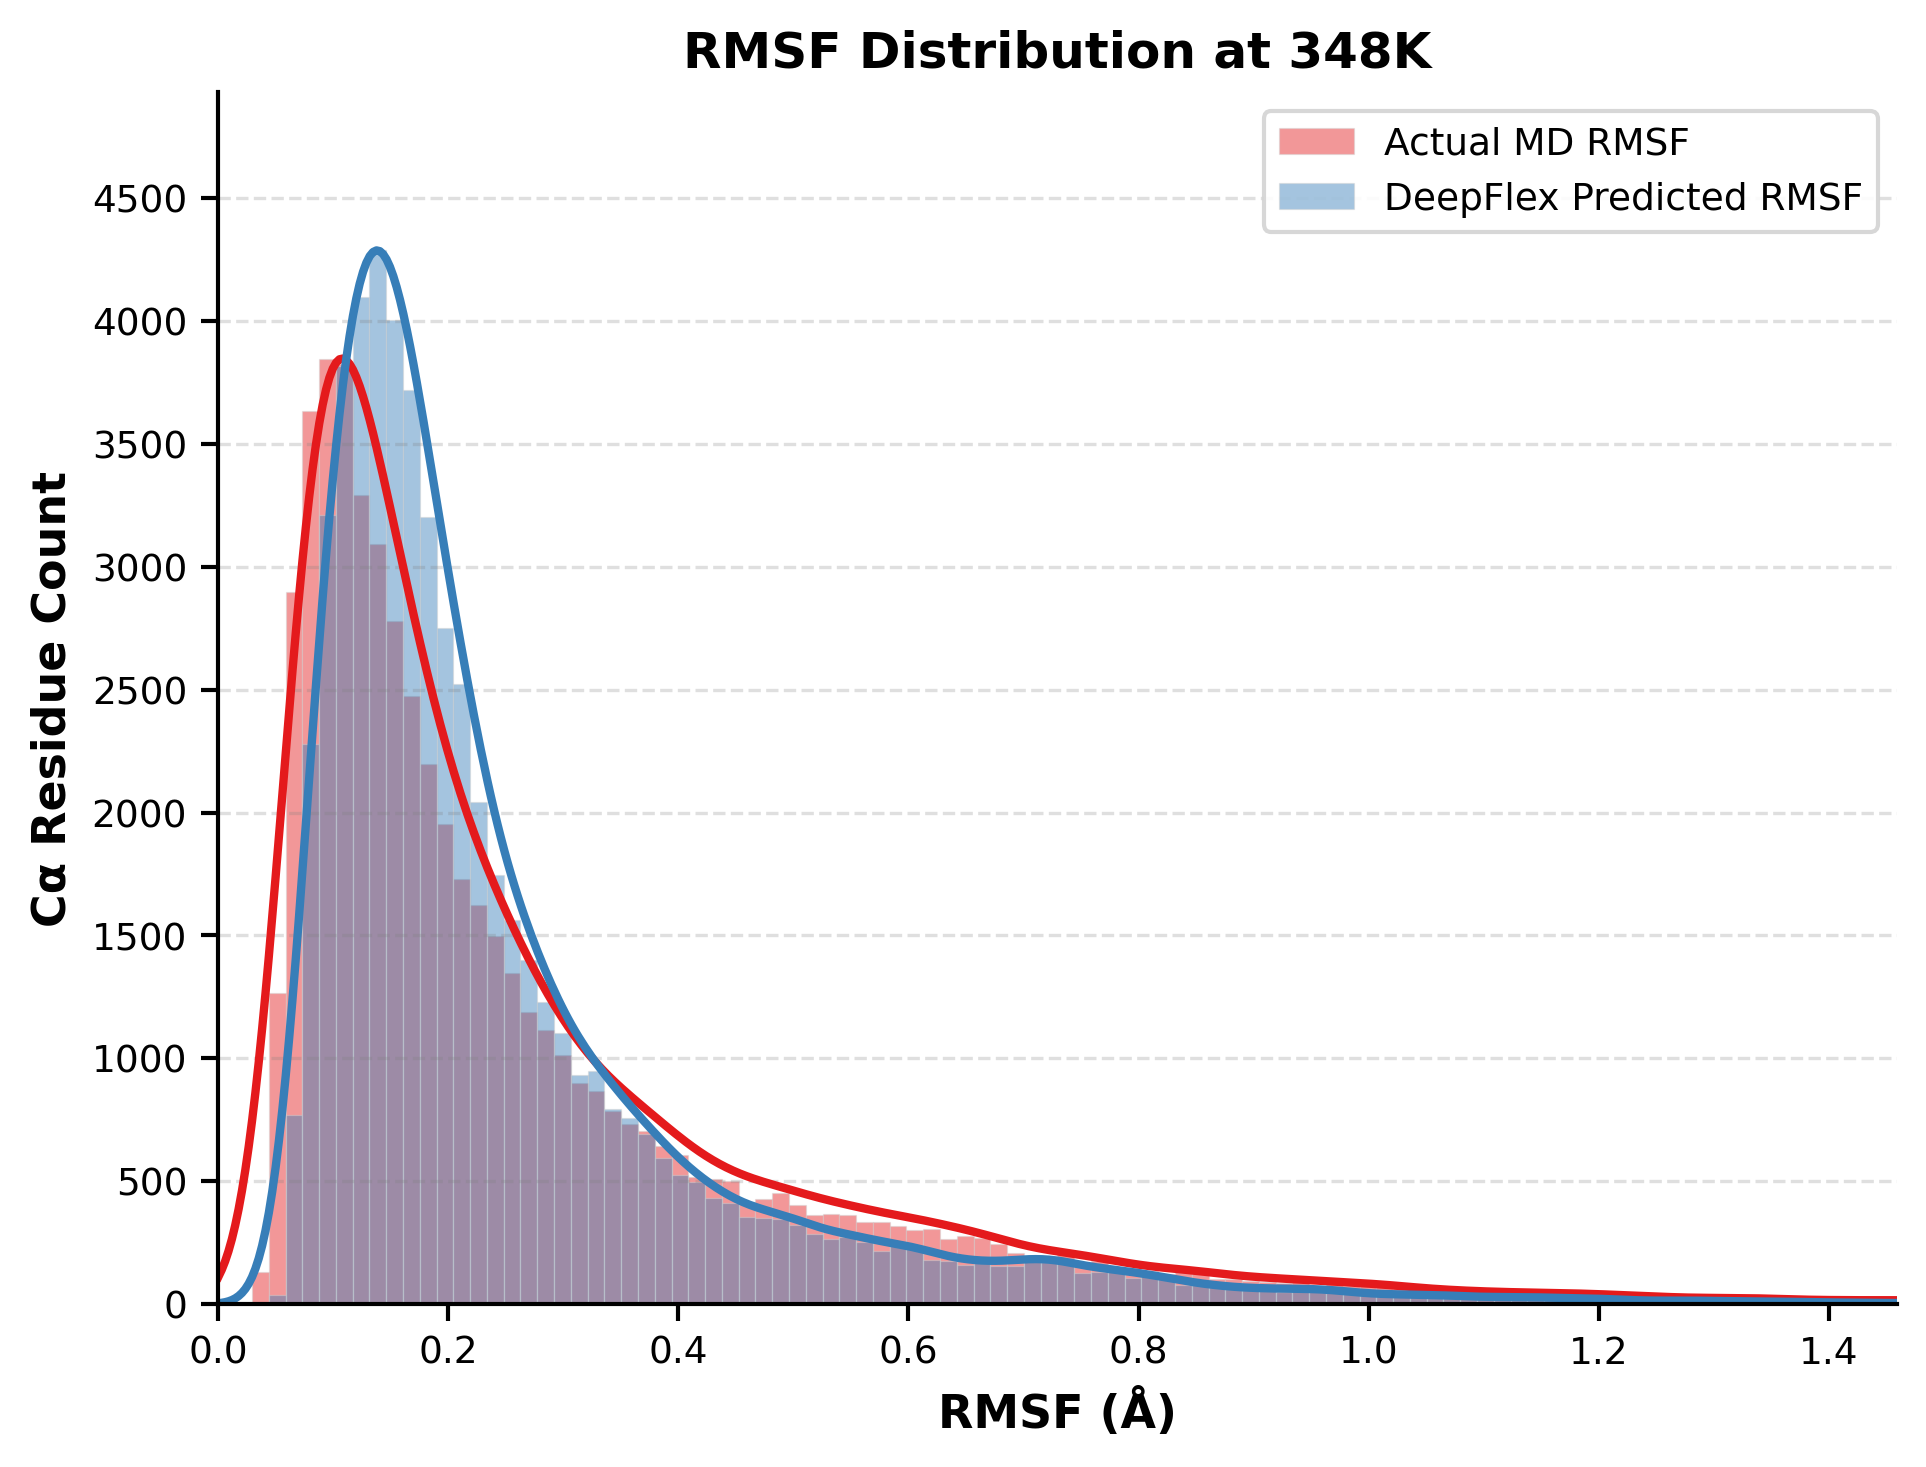 RMSF Distribution at 348K
Actual MD RMSF
DeepFlex Predicted RMSF
Cα Residue Count
4500
4000
3500
3000
2500
2000
1500
1000
500
0
0.0 0.2 0.4 0.6 0.8 1.0 1.2 1.4
RMSF (Å)